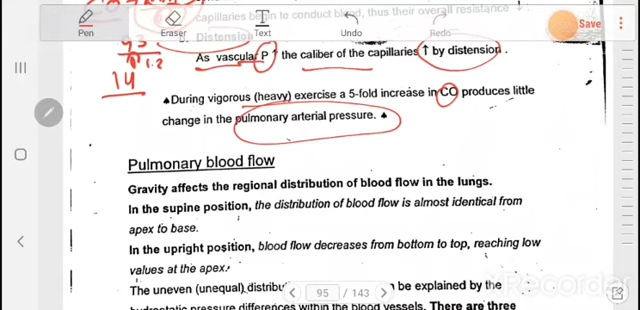 capillaries begin to conduct blood, thus their overall resistance
Save
Pen
Eraser
Text
Undo
Redo
Distension
As vascular P ↑ the caliber of the capillaries ↑ by distension .
1.2
14
♠During vigorous (heavy) exercise a 5-fold increase in CO produces little
change in the pulmonary arterial pressure. ♠
Pulmonary blood flow
Gravity affects the regional distribution of blood flow in the lungs.
In the supine position, the distribution of blood flow is almost identical from
apex to base.
In the upright position, blood flow decreases from bottom to top, reaching low
values at the apex.
The uneven (unequal) distribu
95 / 143
n be explained by the
XRecorder
hydrostatic pressure differences within the blood vessels. There are three